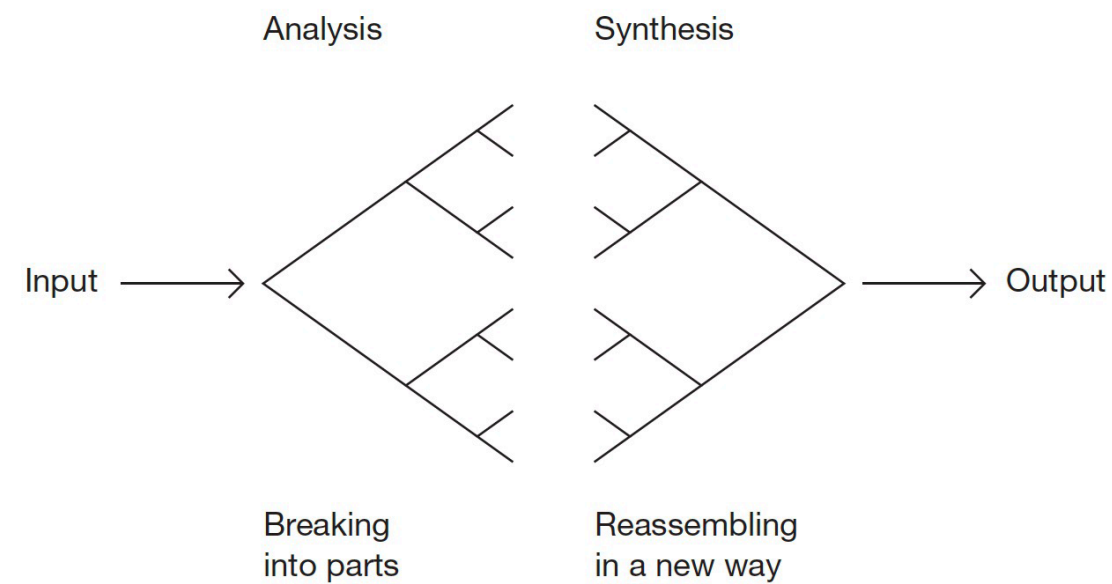 Analysis
Synthesis
Input
Output
Breaking
into parts
Reassembling
in a new way